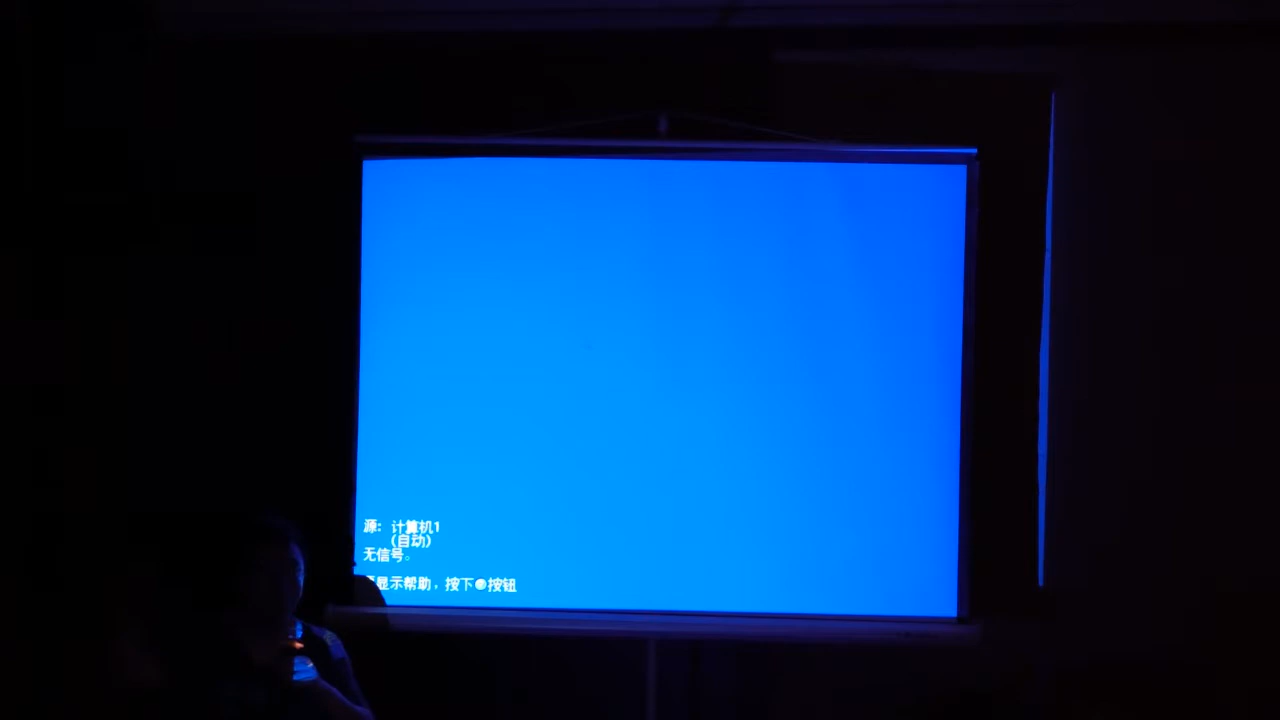 源: 计算机1
(自动)
无信号。
显示帮助，按下按钮